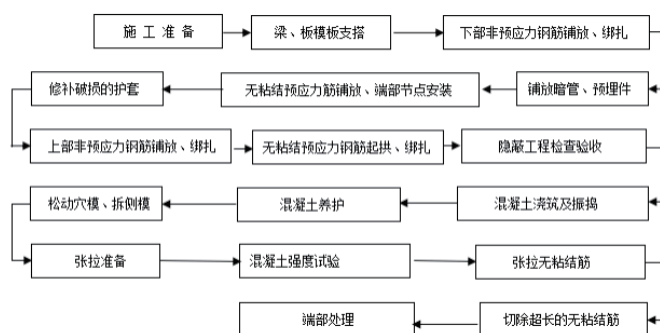 施工准备
梁、板模板支搭
下部非预应力钢筋铺放、绑扎
修补破损的护套
无粘结预应力筋铺放、端部节点安装
铺放暗管、预埋件
上部非预应力钢筋铺放、绑扎
无粘结预应力钢筋起拱、绑扎
隐蔽工程检查验收
松动穴模、拆侧模
混凝土养护
混凝土浇筑及振捣
张拉准备
混凝土强度试验
张拉无粘结筋
端部处理
切除超长的无粘结筋